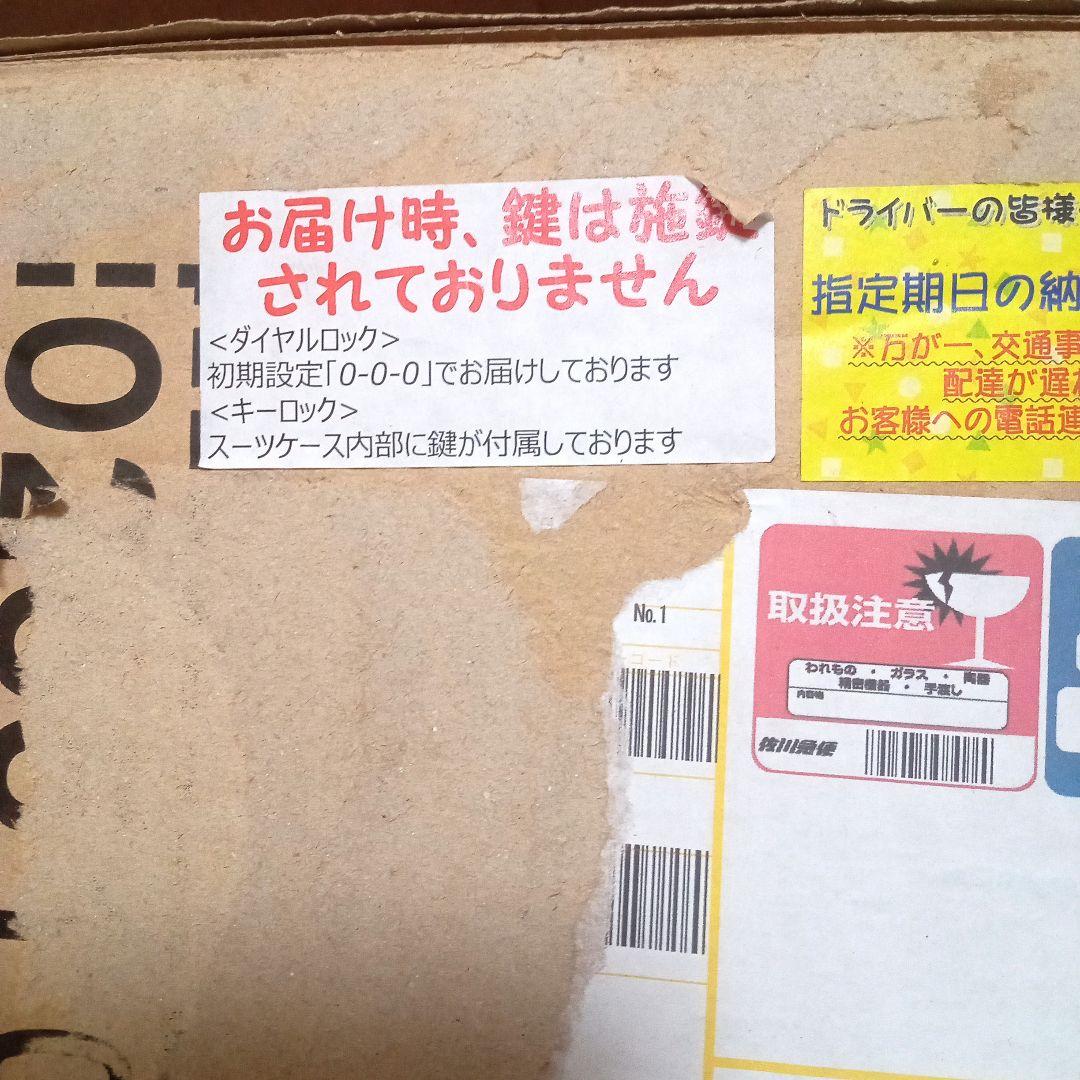 お届け時、鍵は施錠
されておりません
<ダイヤルロック>
初期設定「0-0-0」でお届けしております
<キーロック>
スーツケース内部に鍵が付属しております
ドライバーの皆様
指定期日の納
※万が一、交通事
配達が遅
お客様への電話連
No.1
コード
取扱注意
われもの ・ ガラス ・ 陶器
精密機器 ・ 手渡し
内容物
佐川急便